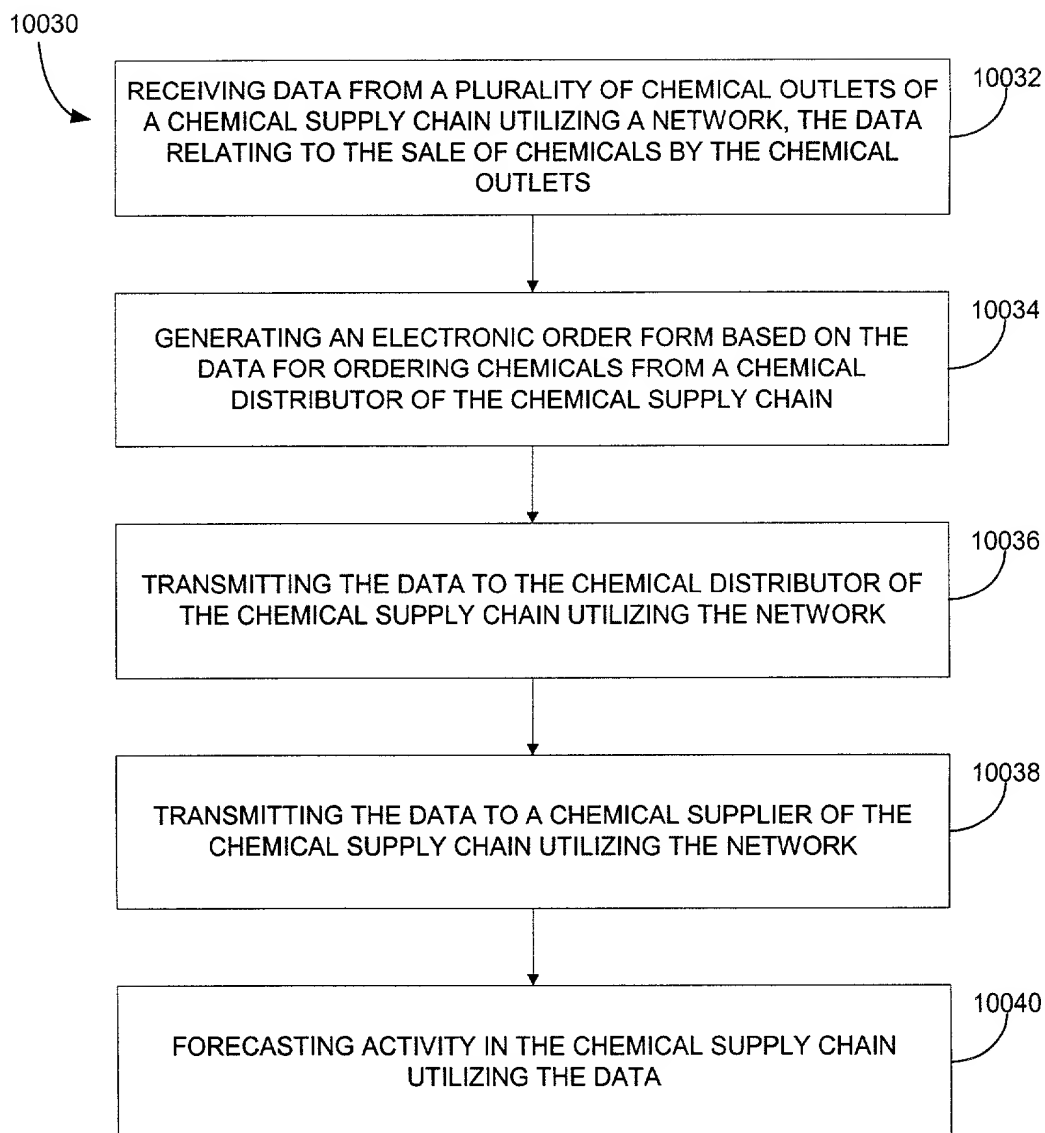 10030
RECEIVING DATA FROM A PLURALITY OF CHEMICAL OUTLETS OF
A CHEMICAL SUPPLY CHAIN UTILIZING A NETWORK, THE DATA
RELATING TO THE SALE OF CHEMICALS BY THE CHEMICAL
OUTLETS
10032
GENERATING AN ELECTRONIC ORDER FORM BASED ON THE
DATA FOR ORDERING CHEMICALS FROM A CHEMICAL
DISTRIBUTOR OF THE CHEMICAL SUPPLY CHAIN
10034
TRANSMITTING THE DATA TO THE CHEMICAL DISTRIBUTOR OF
THE CHEMICAL SUPPLY CHAIN UTILIZING THE NETWORK
10036
TRANSMITTING THE DATA TO A CHEMICAL SUPPLIER OF THE
CHEMICAL SUPPLY CHAIN UTILIZING THE NETWORK
10038
FORECASTING ACTIVITY IN THE CHEMICAL SUPPLY CHAIN
UTILIZING THE DATA
10040